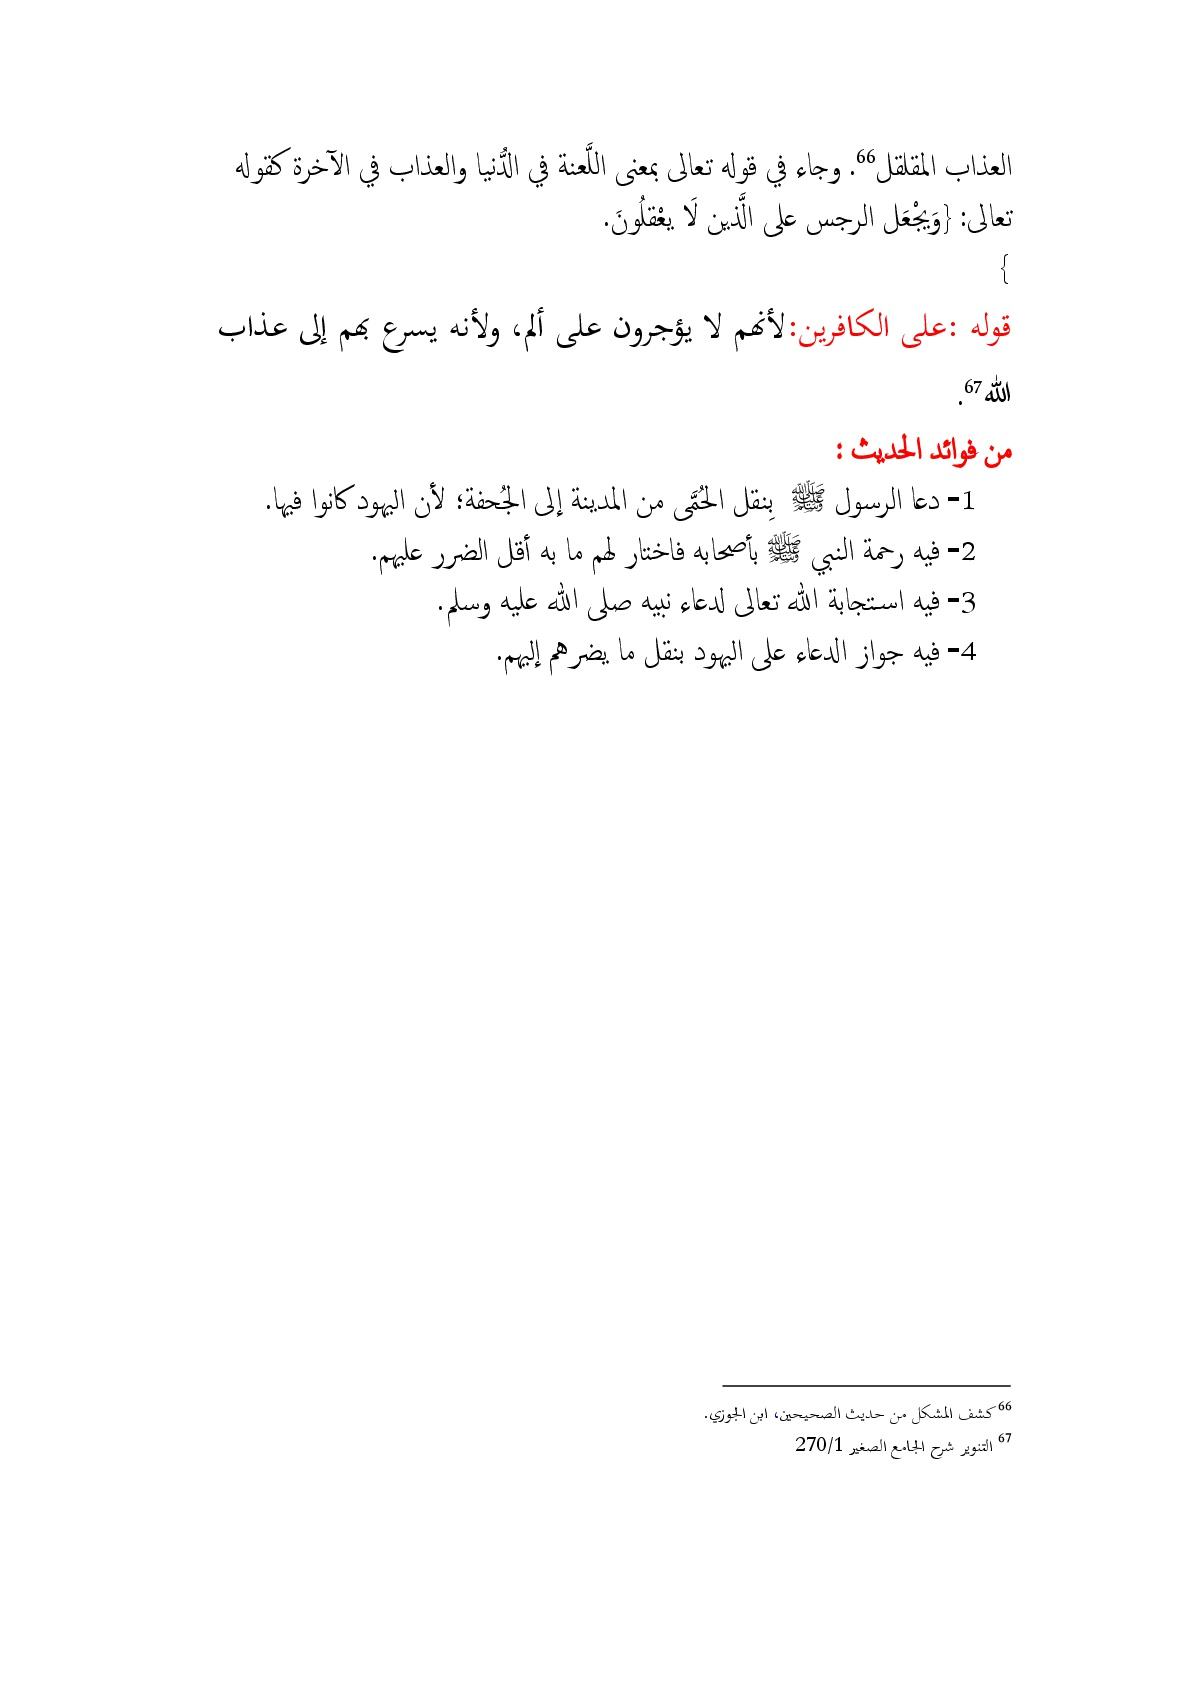 العذاب المقلقل66. وجاء في قوله تعالى بمعنى اللَّعنة في الدُّنيا والعذاب في الآخرة كقوله
تعالى: {وَيجْعَل الرجس على الَّذين لَا يعْقلُونَ.
}
قوله :على الكافرين: لأنهم لا يؤجرون على ألم، ولأنه يسرع بهم إلى عذاب
الله67.
من فوائد الحديث :
1- دعا الرسول ﷺ بِنقل الحُمَّى من المدينة إلى الجُحفة؛ لأن اليهود كانوا فيها.
2- فيه رحمة النبي ﷺ بأصحابه فاختار لهم ما به أقل الضرر عليهم.
3- فيه استجابة الله تعالى لدعاء نبيه صلى الله عليه وسلم.
4- فيه جواز الدعاء على اليهود بنقل ما يضرهم إليهم.
66 كشف المشكل من حديث الصحيحين، ابن الجوزي.
67 التنوير شرح الجامع الصغير 270/1